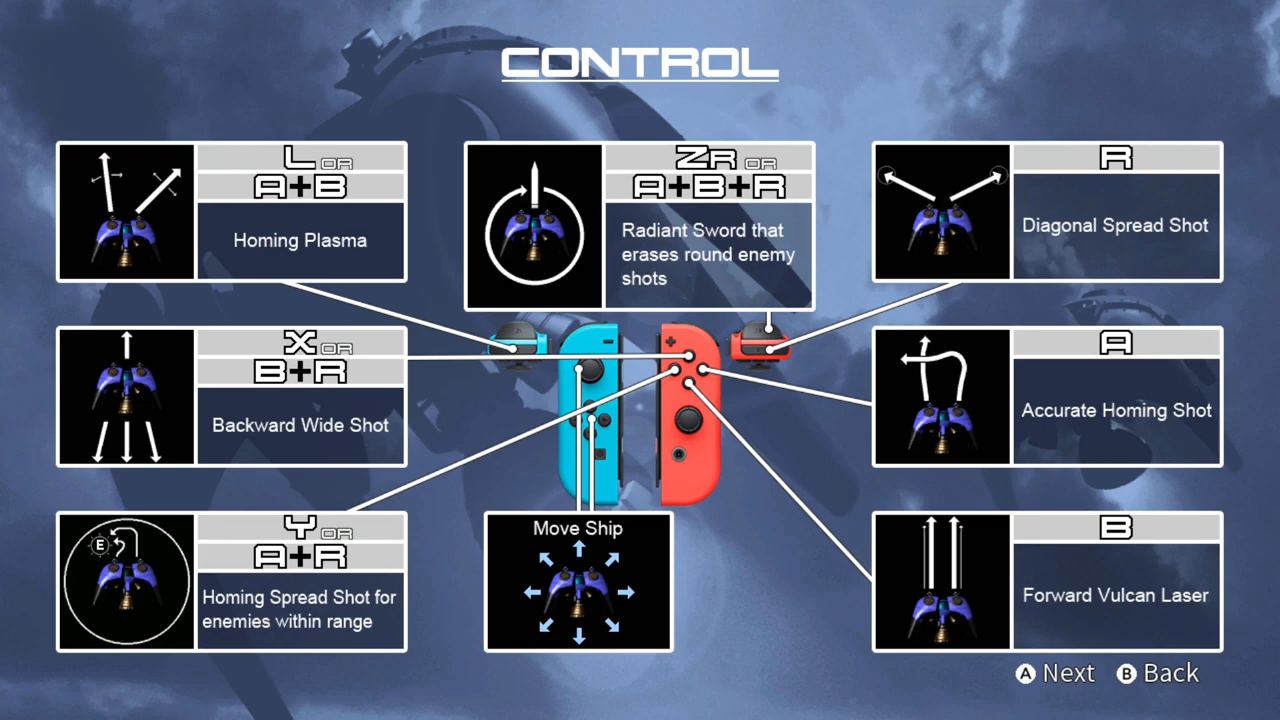 CONTROL
L OR
A+B
Homing Plasma
ZR OR
A+B+R
Radiant Sword that
erases round enemy
shots
R
Diagonal Spread Shot
X OR
B+R
Backward Wide Shot
A
Accurate Homing Shot
Y OR
A+R
E
Homing Spread Shot for
enemies within range
Move Ship
B
Forward Vulcan Laser
A Next B Back